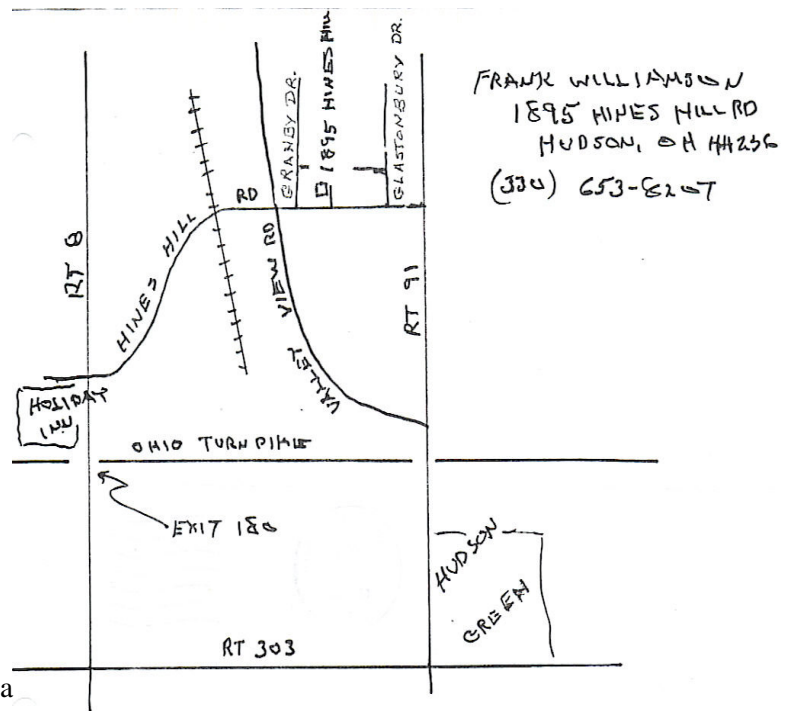 FRANK WILLIAMSON
1895 HINES HILL RD
HUDSON, OH 44236
(330) 653-8207
GRANBY DR.
1895 HINES HILL
GLASTONBURY DR.
HINES HILL RD
VALLEY VIEW RD
RT 8
RT 91
HOLIDAY
INN
OHIO TURNPIKE
EXIT 180
HUDSON
GREEN
RT 303
a